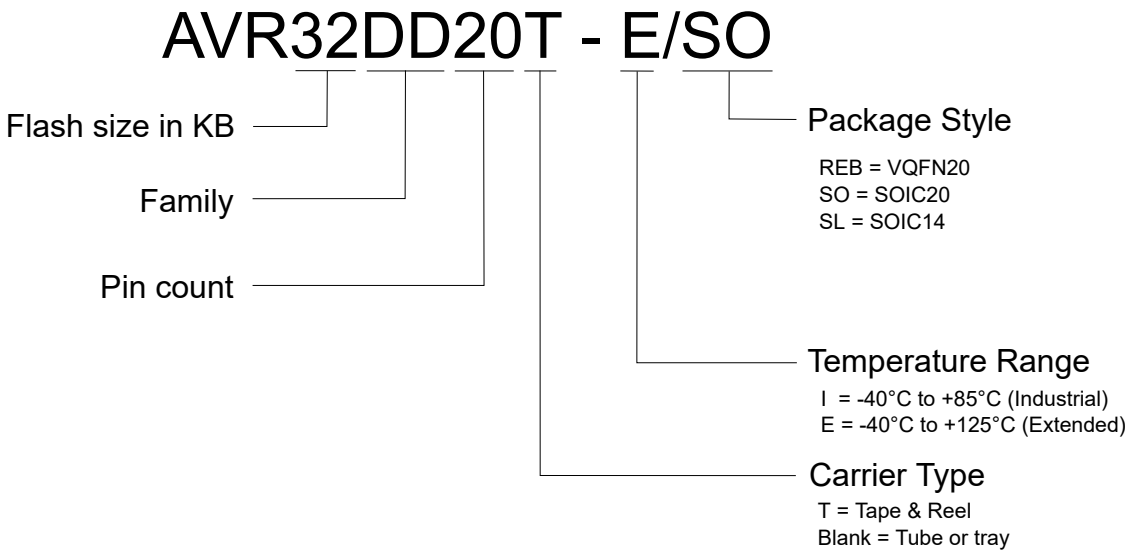 AVR32DD20T - E/SO
Flash size in KB
Family
Pin count
Package Style
REB = VQFN20
SO = SOIC20
SL = SOIC14
Temperature Range
I = -40°C to +85°C (Industrial)
E = -40°C to +125°C (Extended)
Carrier Type
T = Tape & Reel
Blank = Tube or tray